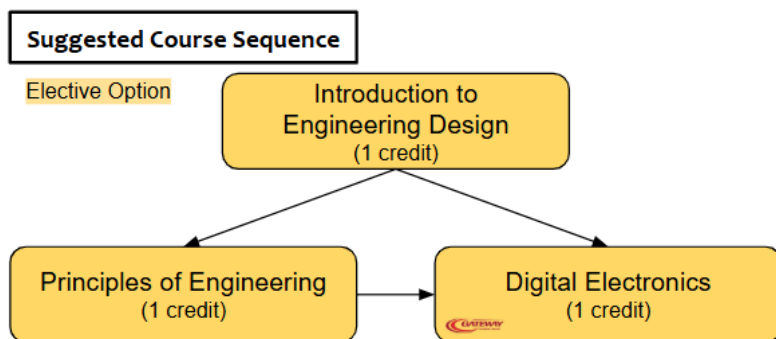 Suggested Course Sequence
Elective Option
Introduction to
Engineering Design
(1 credit)
Principles of Engineering
(1 credit)
Digital Electronics
(1 credit)
GATEWAY